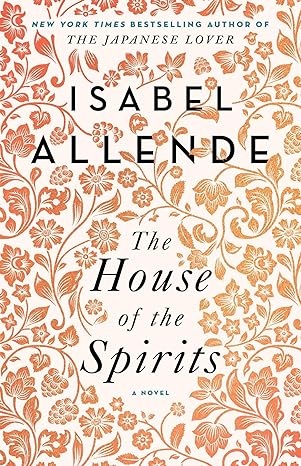 NEW YORK TIMES BESTSELLING AUTHOR OF
THE JAPANESE LOVER
ISABEL
ALLENDE
The
House
of the
Spirits
A NOVEL